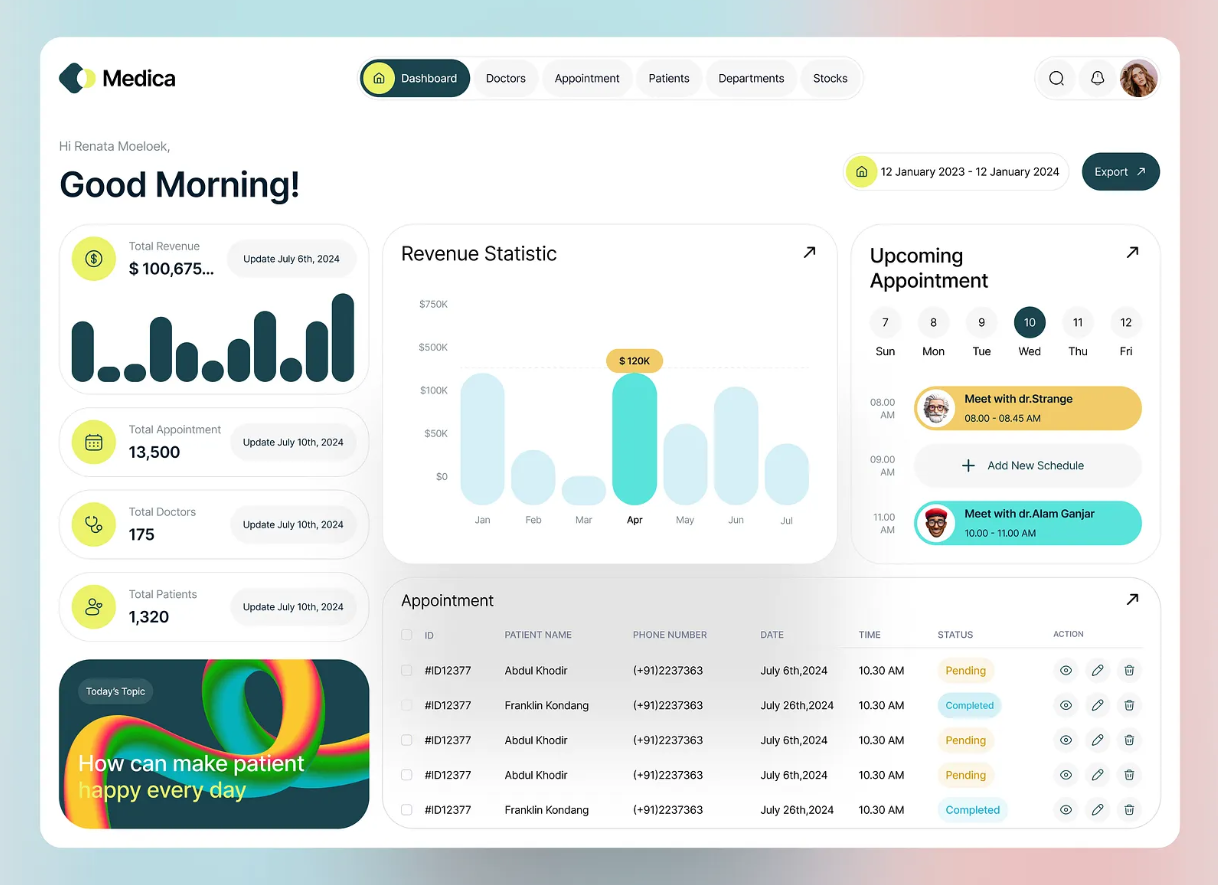 Medica
Dashboard
Doctors
Appointment
Patients
Departments
Stocks
Hi Renata Moeloek,
Good Morning!
12 January 2023 - 12 January 2024
Export
Total Revenue
$ 100,675...
Update July 6th, 2024
Total Appointment
13,500
Update July 10th, 2024
Total Doctors
175
Update July 10th, 2024
Total Patients
1,320
Update July 10th, 2024
Today's Topic
How can make patient
happy every day
Revenue Statistic
$750K
$500K
$100K
$50K
$0
$ 120K
Jan
Feb
Mar
Apr
May
Jun
Jul
Upcoming
Appointment
7
8
9
10
11
12
Sun
Mon
Tue
Wed
Thu
Fri
08.00
AM
Meet with dr.Strange
08.00 - 08.45 AM
09.00
AM
Add New Schedule
11.00
AM
Meet with dr.Alam Ganjar
10.00 - 11.00 AM
Appointment
ID PATIENT NAME PHONE NUMBER DATE TIME STATUS ACTION
#ID12377 Abdul Khodir (+91)2237363 July 6th,2024 10.30 AM Pending
#ID12377 Franklin Kondang (+91)2237363 July 26th,2024 10.30 AM Completed
#ID12377 Abdul Khodir (+91)2237363 July 6th,2024 10.30 AM Pending
#ID12377 Abdul Khodir (+91)2237363 July 6th,2024 10.30 AM Pending
#ID12377 Franklin Kondang (+91)2237363 July 26th,2024 10.30 AM Completed